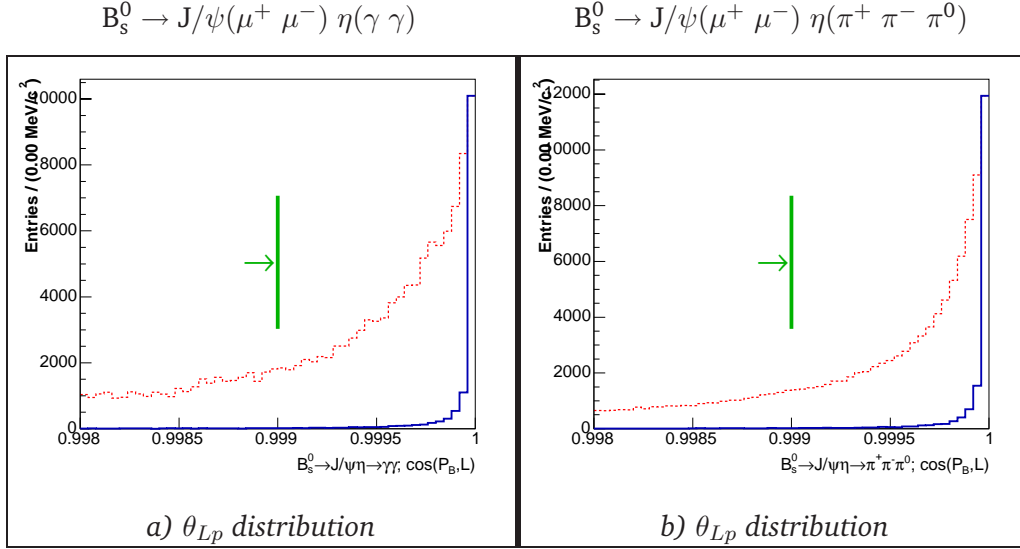 B⁰ₛ → J/ψ(μ⁺ μ⁻) η(γ γ)
B⁰ₛ → J/ψ(μ⁺ μ⁻) η(π⁺ π⁻ π⁰)
Entries / (0.00 MeV/c²)
10000
8000
6000
4000
2000
0
0.998 0.9985 0.999 0.9995 1
B⁰ₛ→J/ψη→γγ; cos(P_B,L)
a) θ_Lp distribution
Entries / (0.00 MeV/c²)
12000
10000
8000
6000
4000
2000
0
0.998 0.9985 0.999 0.9995 1
B⁰ₛ→J/ψη→π⁺π⁻π⁰; cos(P_B,L)
b) θ_Lp distribution